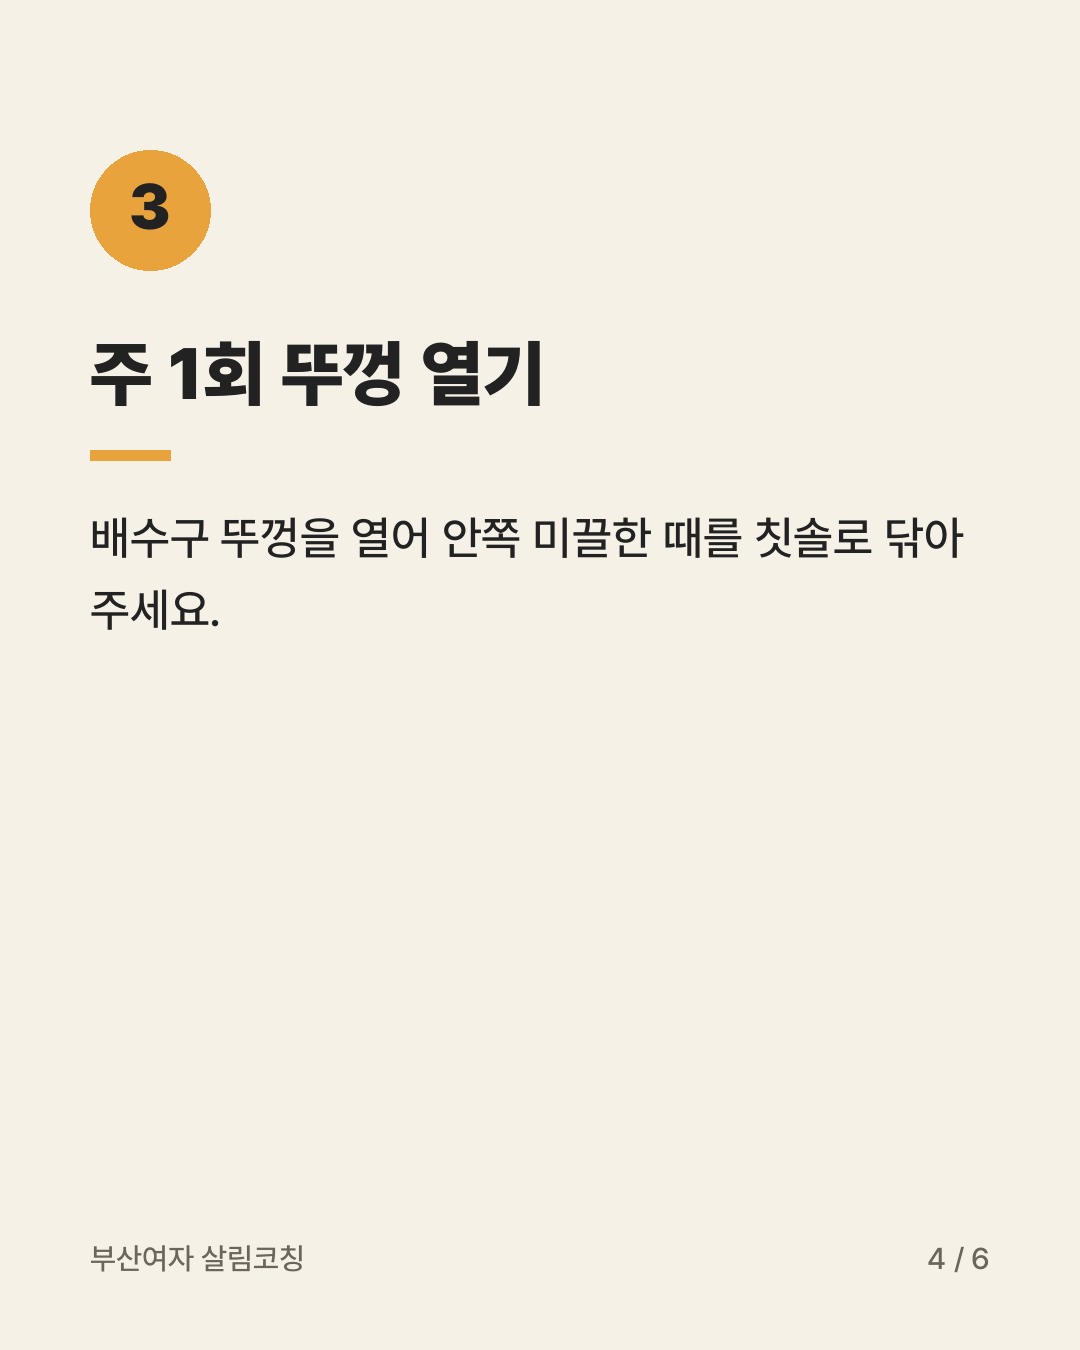 3
주 1회 뚜껑 열기
배수구 뚜껑을 열어 안쪽 미끌한 때를 칫솔로 닦아
주세요.
부산여자 살림코칭
4 / 6